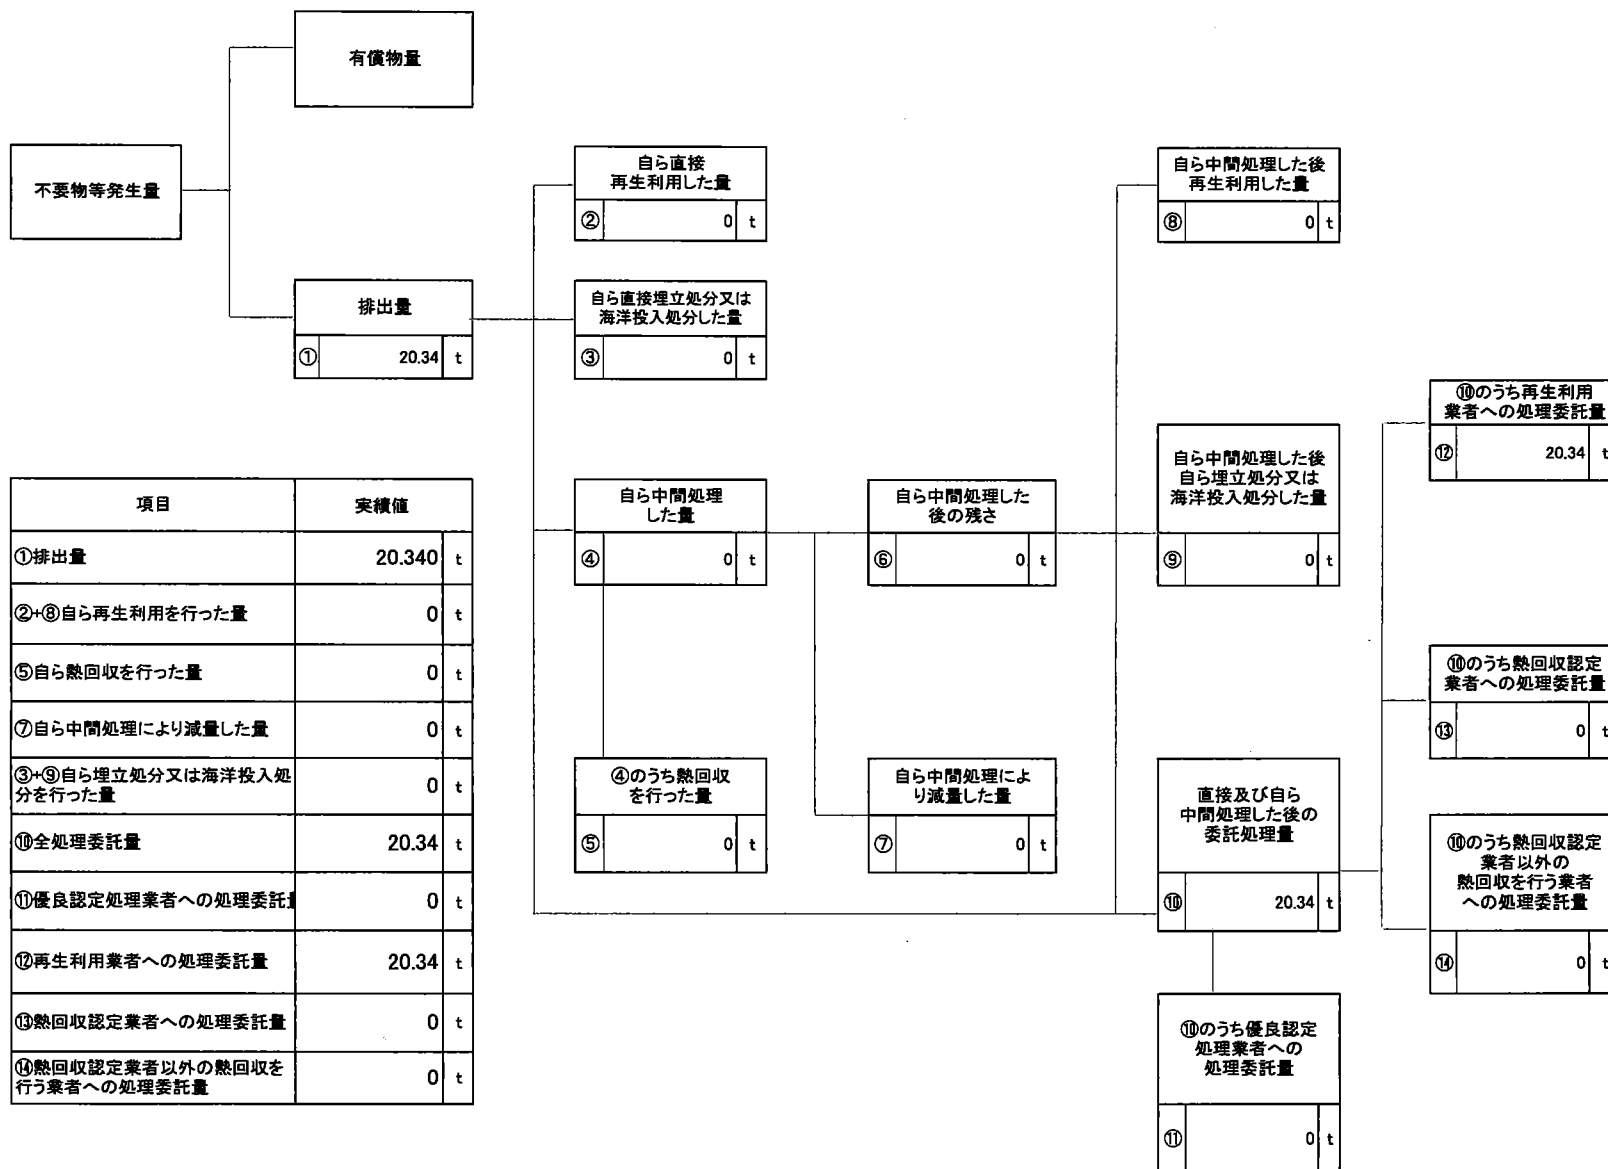 有償物量
不要物等発生量
排出量
① 20.34 t
自ら直接
再生利用した量
② 0 t
自ら直接埋立処分又は
海洋投入処分した量
③ 0 t
自ら中間処理
した量
④ 0 t
④のうち熱回収
を行った量
⑤ 0 t
自ら中間処理した
後の残さ
⑥ 0 t
自ら中間処理によ
り減量した量
⑦ 0 t
自ら中間処理した後
再生利用した量
⑧ 0 t
自ら中間処理した後
自ら埋立処分又は
海洋投入処分した量
⑨ 0 t
直接及び自ら
中間処理した後の
委託処理量
⑩ 20.34 t
⑩のうち優良認定
処理業者への
処理委託量
⑪ 0 t
⑩のうち再生利用
業者への処理委託量
⑫ 20.34 t
⑩のうち熱回収認定
業者への処理委託量
⑬ 0 t
⑩のうち熱回収認定
業者以外の
熱回収を行う業者
への処理委託量
⑭ 0 t
項目 実績値
①排出量 20.340 t
②+⑧自ら再生利用を行った量 0 t
⑤自ら熱回収を行った量 0 t
⑦自ら中間処理により減量した量 0 t
③+⑨自ら埋立処分又は海洋投入処
分を行った量 0 t
⑩全処理委託量 20.34 t
⑪優良認定処理業者への処理委託量 0 t
⑫再生利用業者への処理委託量 20.34 t
⑬熱回収認定業者への処理委託量 0 t
⑭熱回収認定業者以外の熱回収を
行う業者への処理委託量 0 t